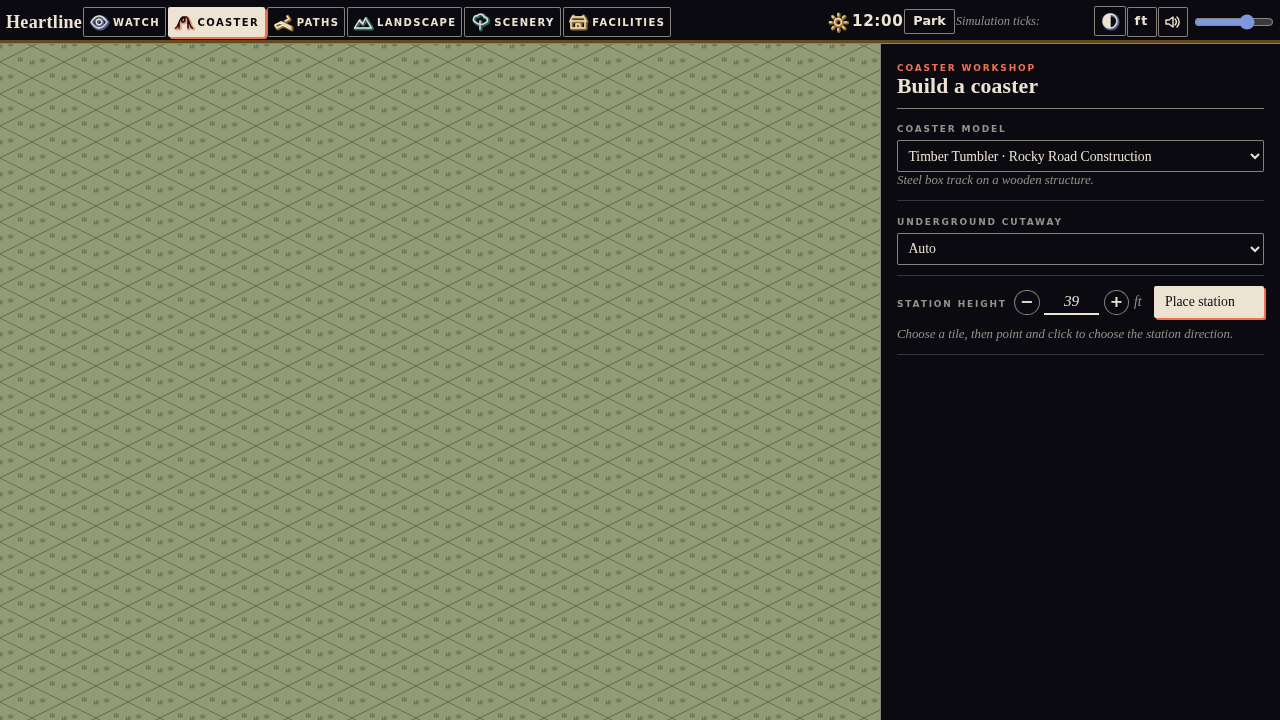 Heartline WATCH COASTER PATHS LANDSCAPE SCENERY FACILITIES 12:00 Park Simulation ticks: ft
COASTER WORKSHOP
Build a coaster
COASTER MODEL
Timber Tumbler · Rocky Road Construction
Steel box track on a wooden structure.
UNDERGROUND CUTAWAY
Auto
STATION HEIGHT − 39 + ft Place station
Choose a tile, then point and click to choose the station direction.